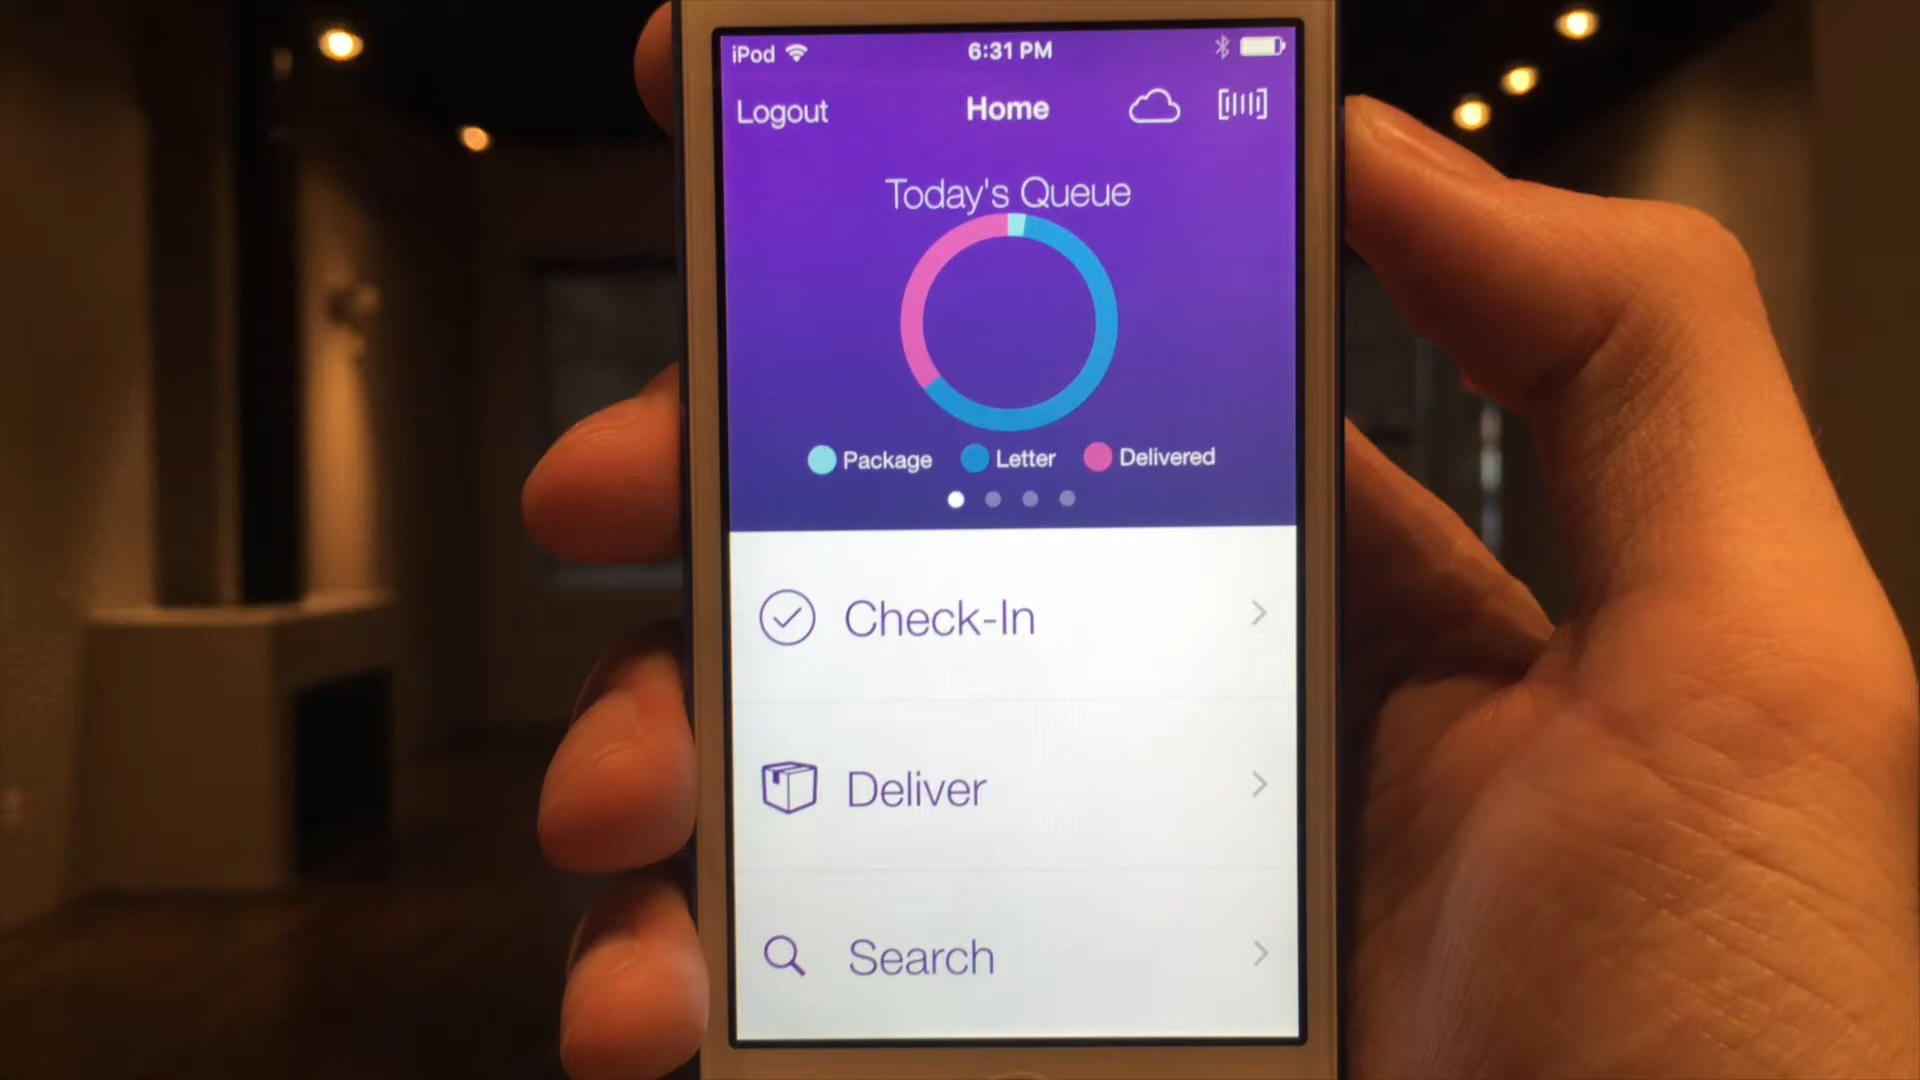 iPod 6:31 PM
Logout Home
Today's Queue
Package Letter Delivered
Check-In
Deliver
Search